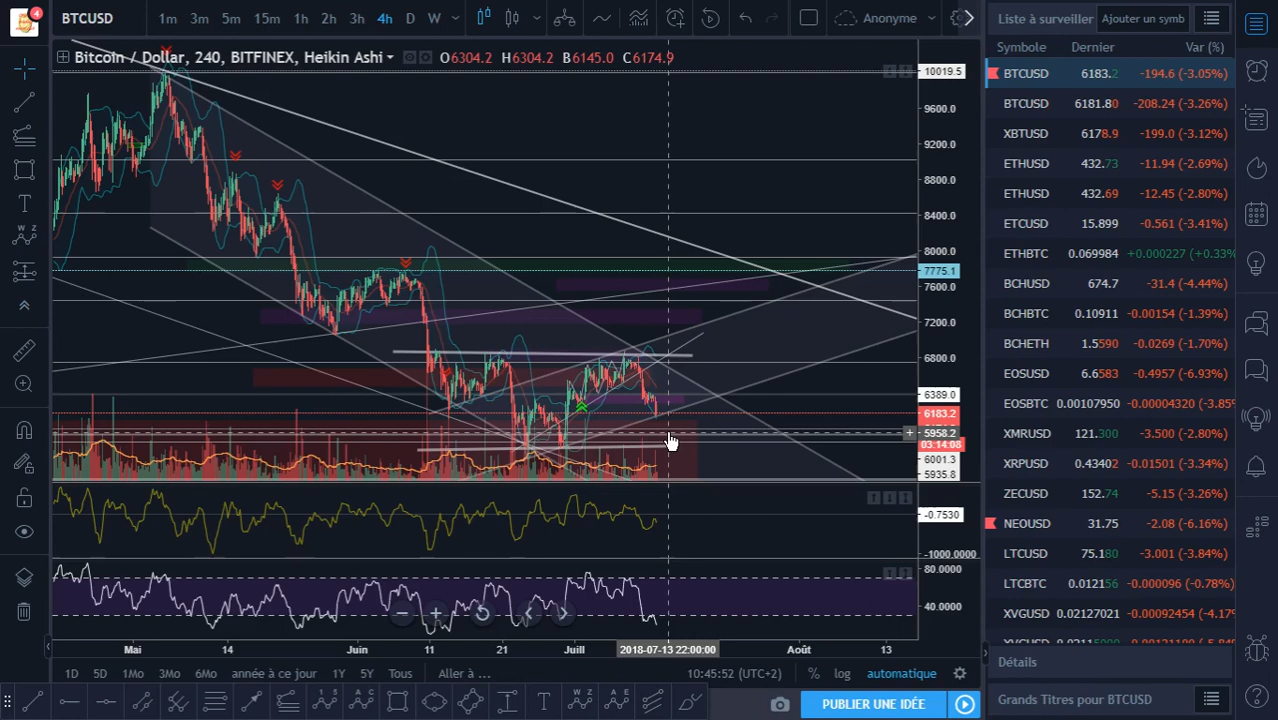 4
BTCUSD
1m 3m 5m 15m 1h 2h 3h 4h D W
Anonyme
Liste à surveiller
Ajouter un symb
Bitcoin / Dollar, 240, BITFINEX, Heikin Ashi
O6304.2 H6304.2 B6145.0 C6174.9
Symbole Dernier Var (%)
BTCUSD 6183.2 -194.6 (-3.05%)
BTCUSD 6181.80 -208.24 (-3.26%)
XBTUSD 6178.9 -199.0 (-3.12%)
ETHUSD 432.73 -11.94 (-2.69%)
ETHUSD 432.69 -12.45 (-2.80%)
ETCUSD 15.899 -0.561 (-3.41%)
ETHBTC 0.069984 +0.000227 (+0.33%
BCHUSD 674.7 -31.4 (-4.44%)
BCHBTC 0.10911 -0.00154 (-1.39%)
BCHETH 1.5590 -0.0269 (-1.70%)
EOSUSD 6.6583 -0.4957 (-6.93%)
EOSBTC 0.00107950 -0.00004320 (-3.85%
XMRUSD 121.300 -3.500 (-2.80%)
XRPUSD 0.43402 -0.01501 (-3.34%)
ZECUSD 152.74 -5.15 (-3.26%)
NEOUSD 31.75 -2.08 (-6.16%)
LTCUSD 75.180 -3.001 (-3.84%)
LTCBTC 0.012156 -0.000096 (-0.78%)
XVGUSD 0.02127021 -0.00092454 (-4.17%
10019.5
9600.0
9200.0
8800.0
8400.0
8000.0
7775.1
7600.0
7200.0
6800.0
6389.0
6183.2
5958.2
03:14:08
6001.3
5935.8
-0.7530
-1000.0000
80.0000
40.0000
Mai 14 Juin 11 21 Juill 2018-07-13 22:00:00 Août 13
1D 5D 1Mo 3Mo 6Mo année à ce jour 1Y 5Y Tous Aller à ...
10:45:52 (UTC+2) % log automatique
Détails
Grands Titres pour BTCUSD
PUBLIER UNE IDÉE